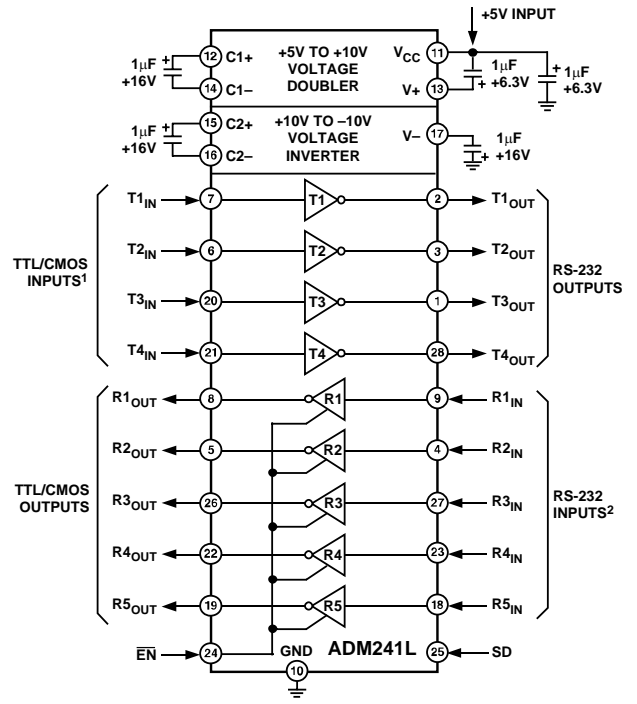 +5V INPUT
1μF
+16V
+
12
C1+
14
C1–
+5V TO +10V
VOLTAGE
DOUBLER
VCC
11
V+
13
1μF
+
+6.3V
+
1μF
+6.3V
1μF
+16V
+
15
C2+
16
C2–
+10V TO –10V
VOLTAGE
INVERTER
V–
17
1μF
+
+16V
TTL/CMOS
INPUTS1
T1IN
7
T1
2
T1OUT
T2IN
6
T2
3
T2OUT
T3IN
20
T3
1
T3OUT
T4IN
21
T4
28
T4OUT
RS-232
OUTPUTS
TTL/CMOS
OUTPUTS
R1OUT
8
R1
9
R1IN
R2OUT
5
R2
4
R2IN
R3OUT
26
R3
27
R3IN
R4OUT
22
R4
23
R4IN
R5OUT
19
R5
18
R5IN
RS-232
INPUTS2
EN
24
GND
10
ADM241L
25
SD